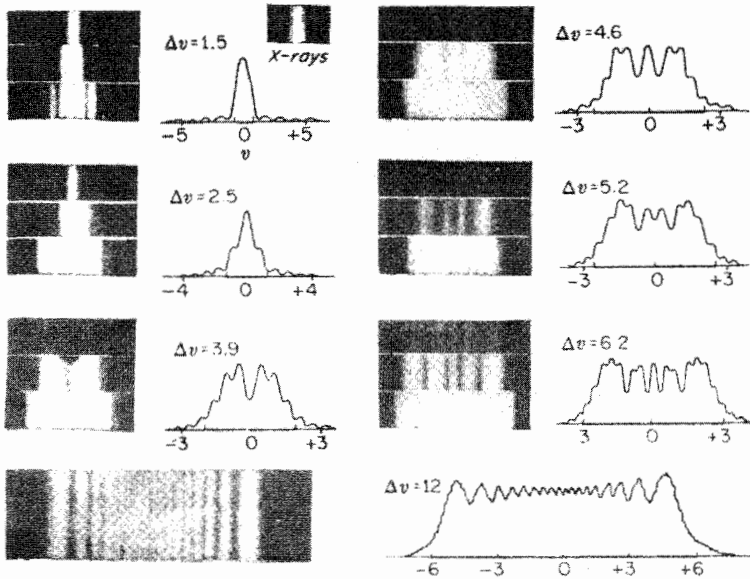 Δv=1.5
X-rays
-5 0 +5
v
Δv=4.6
-3 0 +3
Δv=2.5
-4 0 +4
Δv=5.2
-3 0 +3
Δv=3.9
-3 0 +3
Δv=6.2
3 0 +3
Δv=12
-6 -3 0 +3 +6